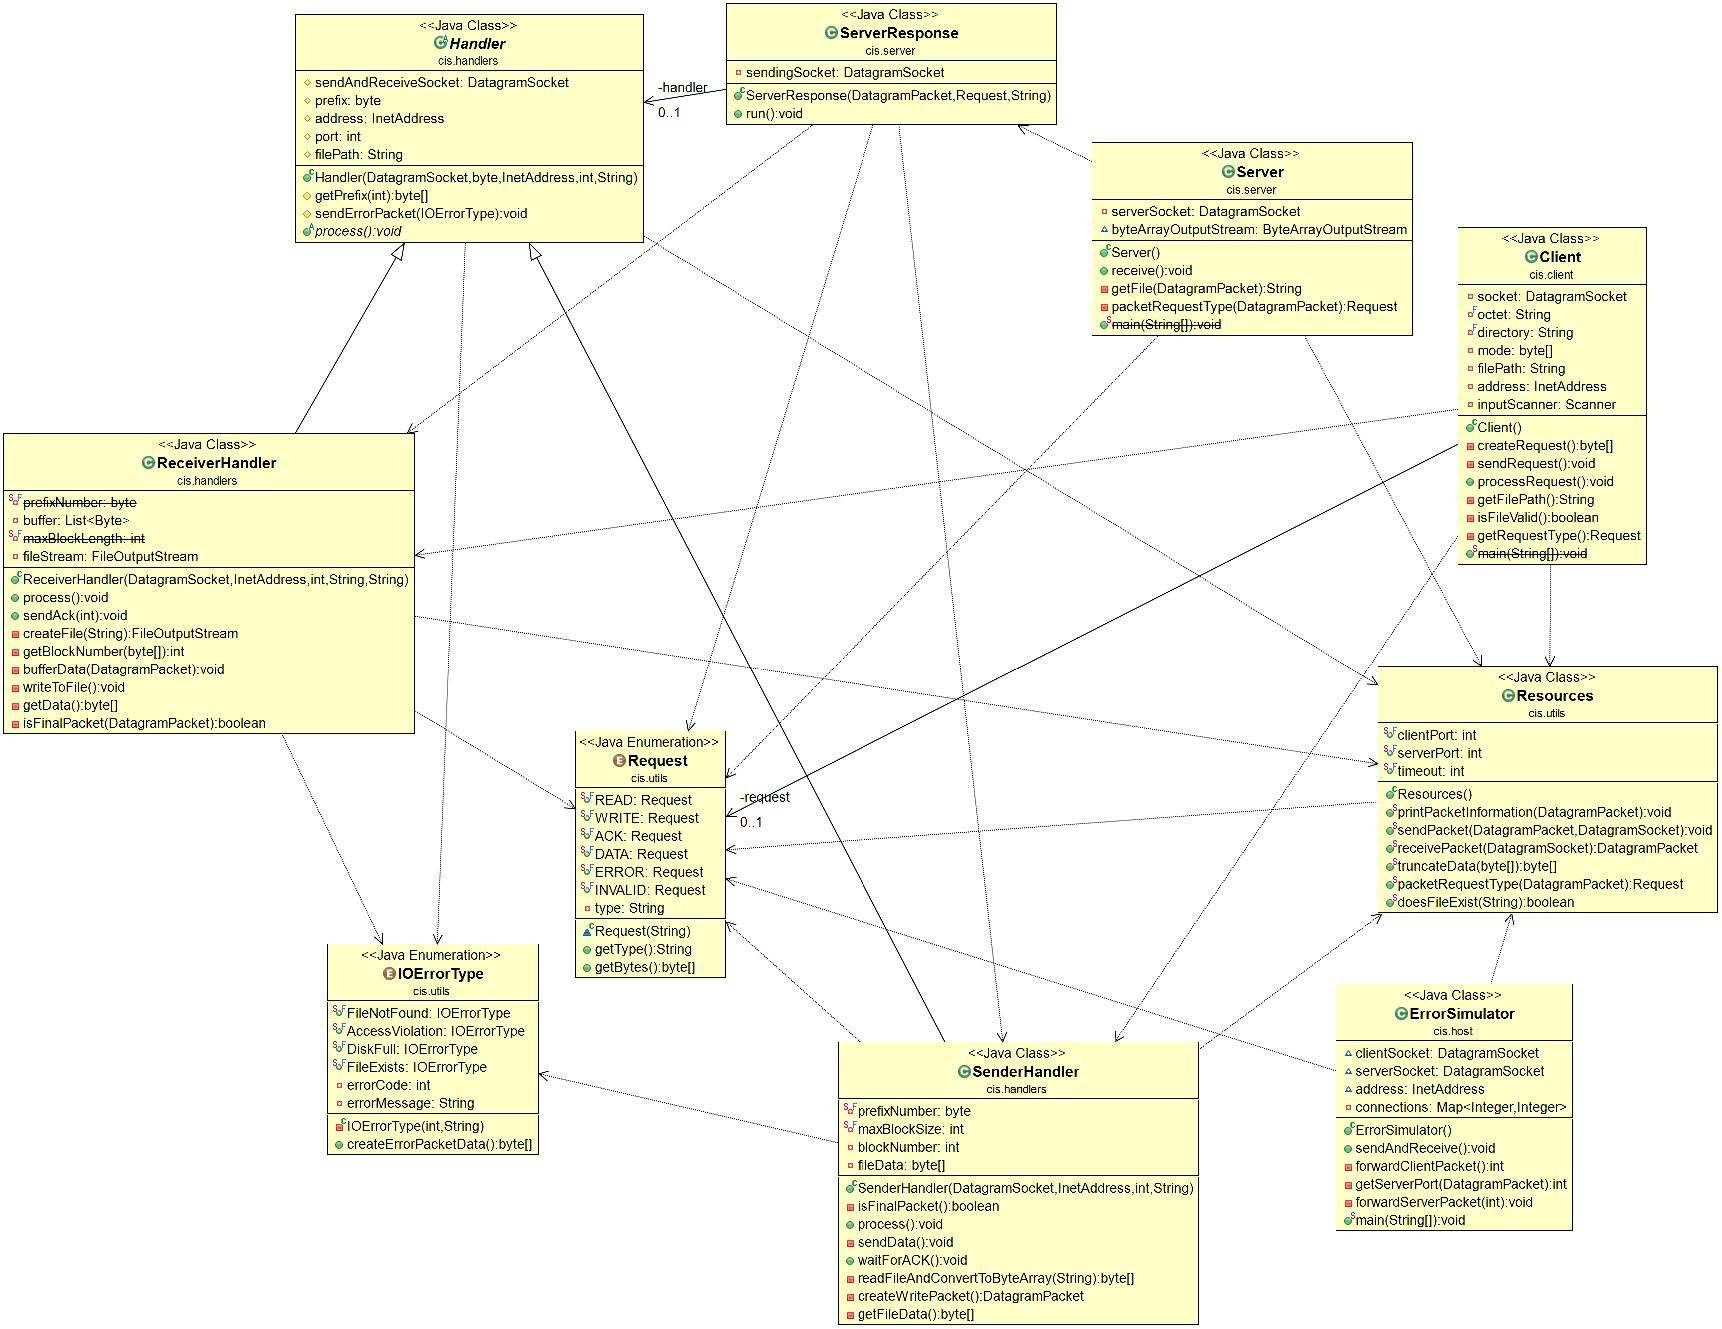 <<Java Class>>
Handler
cis.handlers
sendAndReceiveSocket: DatagramSocket
prefix: byte
address: InetAddress
port: int
filePath: String
Handler(DatagramSocket,byte,InetAddress,int,String)
getPrefix(int):byte[]
sendErrorPacket(IOErrorType):void
process():void
-handler
0..1
<<Java Class>>
ServerResponse
cis.server
sendingSocket: DatagramSocket
ServerResponse(DatagramPacket,Request,String)
run():void
<<Java Class>>
Server
cis.server
serverSocket: DatagramSocket
byteArrayOutputStream: ByteArrayOutputStream
Server()
receive():void
getFile(DatagramPacket):String
packetRequestType(DatagramPacket):Request
main(String[]):void
<<Java Class>>
Client
cis.client
socket: DatagramSocket
octet: String
directory: String
mode: byte[]
filePath: String
address: InetAddress
inputScanner: Scanner
Client()
createRequest():byte[]
sendRequest():void
processRequest():void
getFilePath():String
isFileValid():boolean
getRequestType():Request
main(String[]):void
<<Java Class>>
ReceiverHandler
cis.handlers
prefixNumber: byte
buffer: List<Byte>
maxBlockLength: int
fileStream: FileOutputStream
ReceiverHandler(DatagramSocket,InetAddress,int,String,String)
process():void
sendAck(int):void
createFile(String):FileOutputStream
getBlockNumber(byte[]):int
bufferData(DatagramPacket):void
writeToFile():void
getData():byte[]
isFinalPacket(DatagramPacket):boolean
<<Java Class>>
Resources
cis.utils
clientPort: int
serverPort: int
timeout: int
Resources()
printPacketInformation(DatagramPacket):void
sendPacket(DatagramPacket,DatagramSocket):void
receivePacket(DatagramSocket):DatagramPacket
truncateData(byte[]):byte[]
packetRequestType(DatagramPacket):Request
doesFileExist(String):boolean
<<Java Enumeration>>
Request
cis.utils
READ: Request
WRITE: Request
ACK: Request
DATA: Request
ERROR: Request
INVALID: Request
type: String
Request(String)
getType():String
getBytes():byte[]
-request
0..1
<<Java Enumeration>>
IOErrorType
cis.utils
FileNotFound: IOErrorType
AccessViolation: IOErrorType
DiskFull: IOErrorType
FileExists: IOErrorType
errorCode: int
errorMessage: String
IOErrorType(int,String)
createErrorPacketData():byte[]
<<Java Class>>
SenderHandler
cis.handlers
prefixNumber: byte
maxBlockSize: int
blockNumber: int
fileData: byte[]
SenderHandler(DatagramSocket,InetAddress,int,String)
isFinalPacket():boolean
process():void
sendData():void
waitForACK():void
readFileAndConvertToByteArray(String):byte[]
createWritePacket():DatagramPacket
getFileData():byte[]
<<Java Class>>
ErrorSimulator
cis.host
clientSocket: DatagramSocket
serverSocket: DatagramSocket
address: InetAddress
connections: Map<Integer,Integer>
ErrorSimulator()
sendAndReceive():void
forwardClientPacket():int
getServerPort(DatagramPacket):int
forwardServerPacket(int):void
main(String[]):void